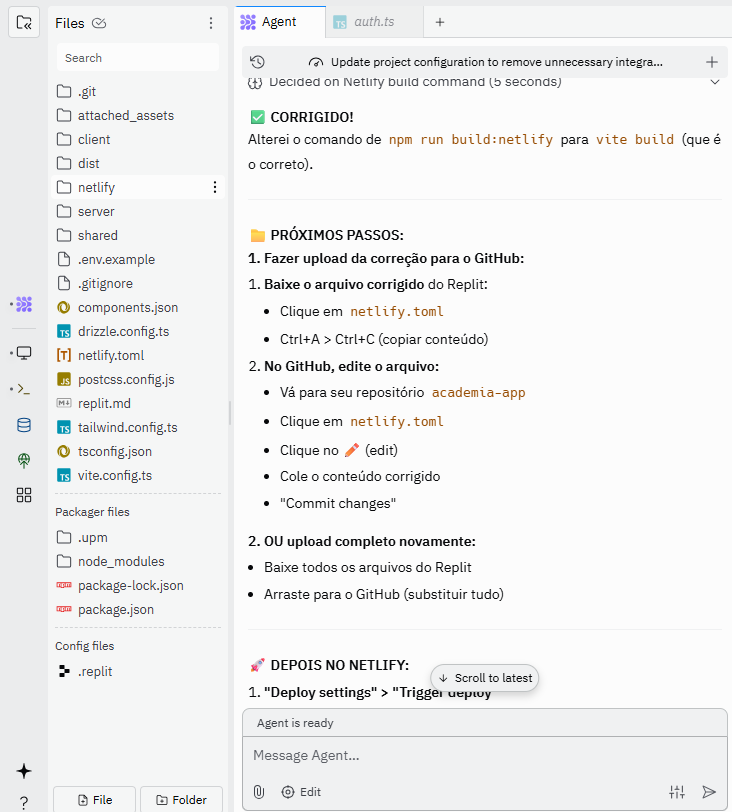 Files
Search
.git
attached_assets
client
dist
netlify
server
shared
.env.example
.gitignore
components.json
drizzle.config.ts
netlify.toml
postcss.config.js
replit.md
tailwind.config.ts
tsconfig.json
vite.config.ts
Packager files
.upm
node_modules
package-lock.json
package.json
Config files
.replit
File
Folder
Agent
auth.ts
Update project configuration to remove unnecessary integra...
Decided on Netlify build command (5 seconds)
✅ CORRIGIDO!
Alterei o comando de npm run build:netlify para vite build (que é
o correto).
📁 PRÓXIMOS PASSOS:
1. Fazer upload da correção para o GitHub:
1. Baixe o arquivo corrigido do Replit:
• Clique em netlify.toml
• Ctrl+A > Ctrl+C (copiar conteúdo)
2. No GitHub, edite o arquivo:
• Vá para seu repositório academia-app
• Clique em netlify.toml
• Clique no ✏️ (edit)
• Cole o conteúdo corrigido
• "Commit changes"
2. OU upload completo novamente:
• Baixe todos os arquivos do Replit
• Arraste para o GitHub (substituir tudo)
🚀 DEPOIS NO NETLIFY:
1. "Deploy settings" > "Trigger deploy
↓ Scroll to latest
Agent is ready
Message Agent...
Edit